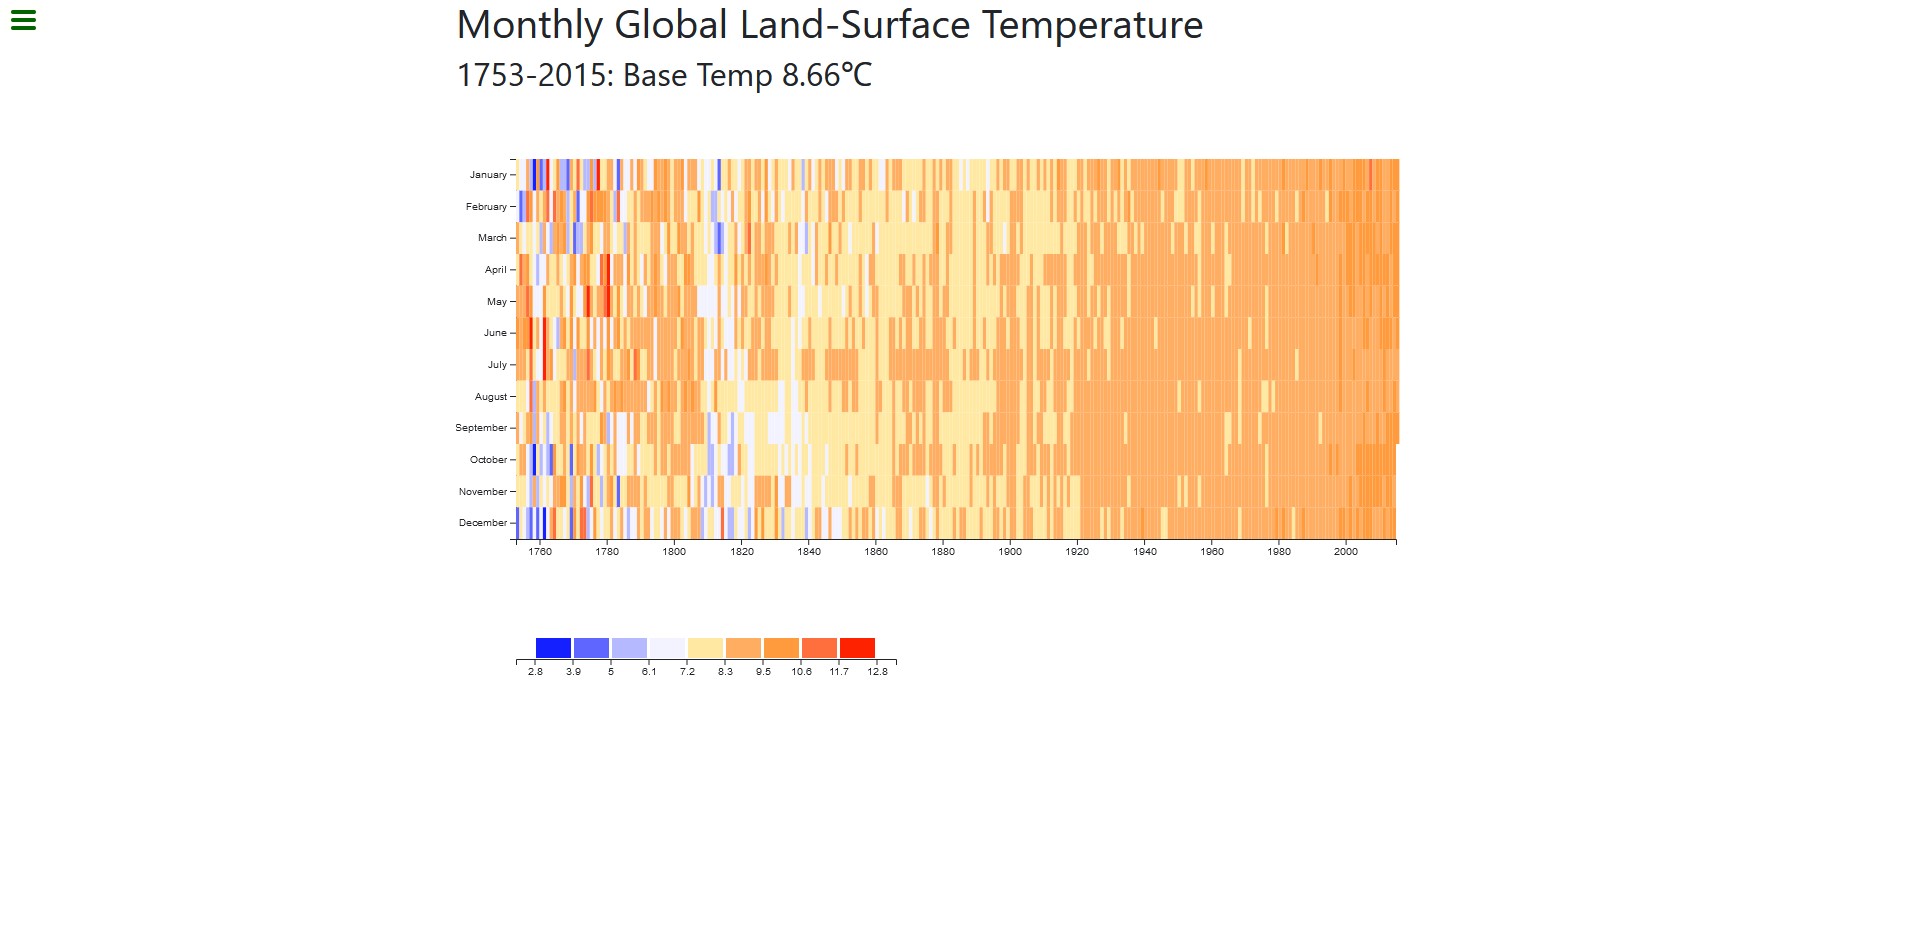 Monthly Global Land-Surface Temperature
1753-2015: Base Temp 8.66℃
January
February
March
April
May
June
July
August
September
October
November
December
1760 1780 1800 1820 1840 1860 1880 1900 1920 1940 1960 1980 2000
2.8 3.9 5 6.1 7.2 8.3 9.5 10.6 11.7 12.8